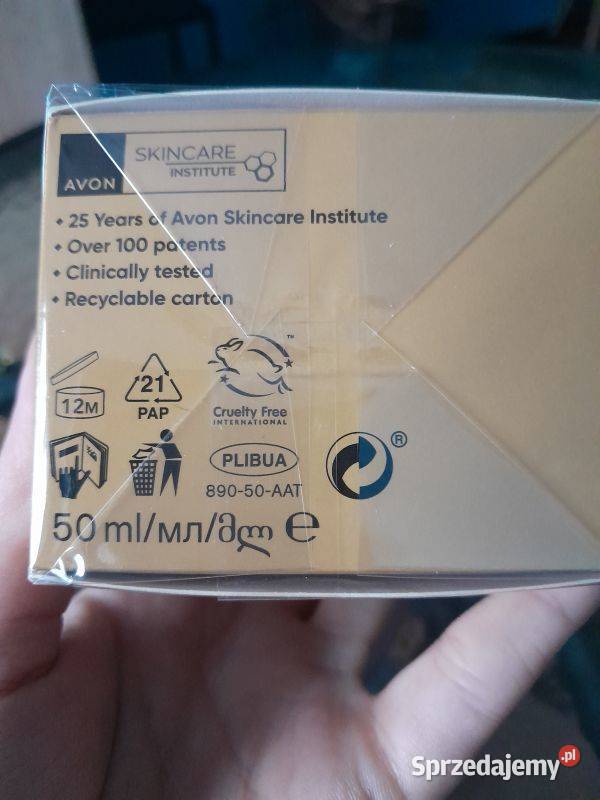 AVON
SKINCARE
INSTITUTE
• 25 Years of Avon Skincare Institute
• Over 100 patents
• Clinically tested
• Recyclable carton
12M
21
PAP
™
Cruelty Free
INTERNATIONAL
PLIBUA
890-50-AAT
®
50 ml/мл/მლ ℮
Sprzedajemy.pl